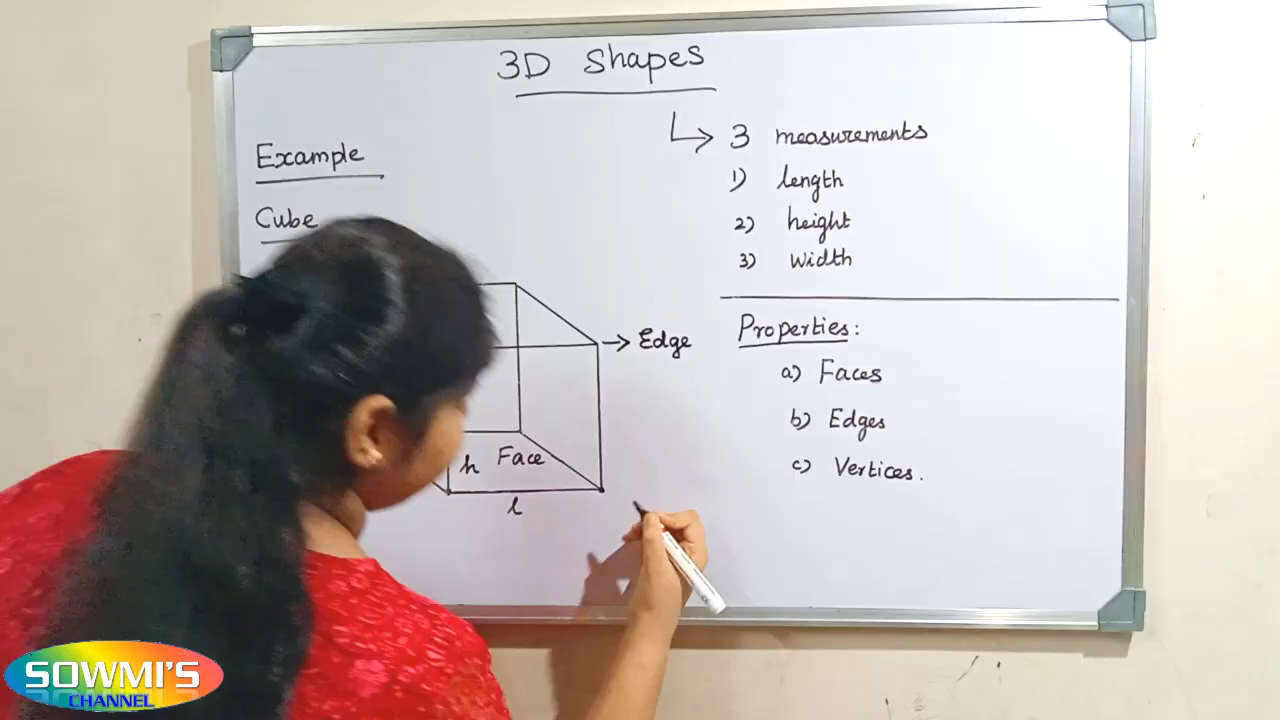 3D Shapes
Example
Cube
3 measurements
1) length
2) height
3) width
Properties:
a) Faces
b) Edges
c) Vertices.
Edge
h Face
l
SOWMI'S
CHANNEL